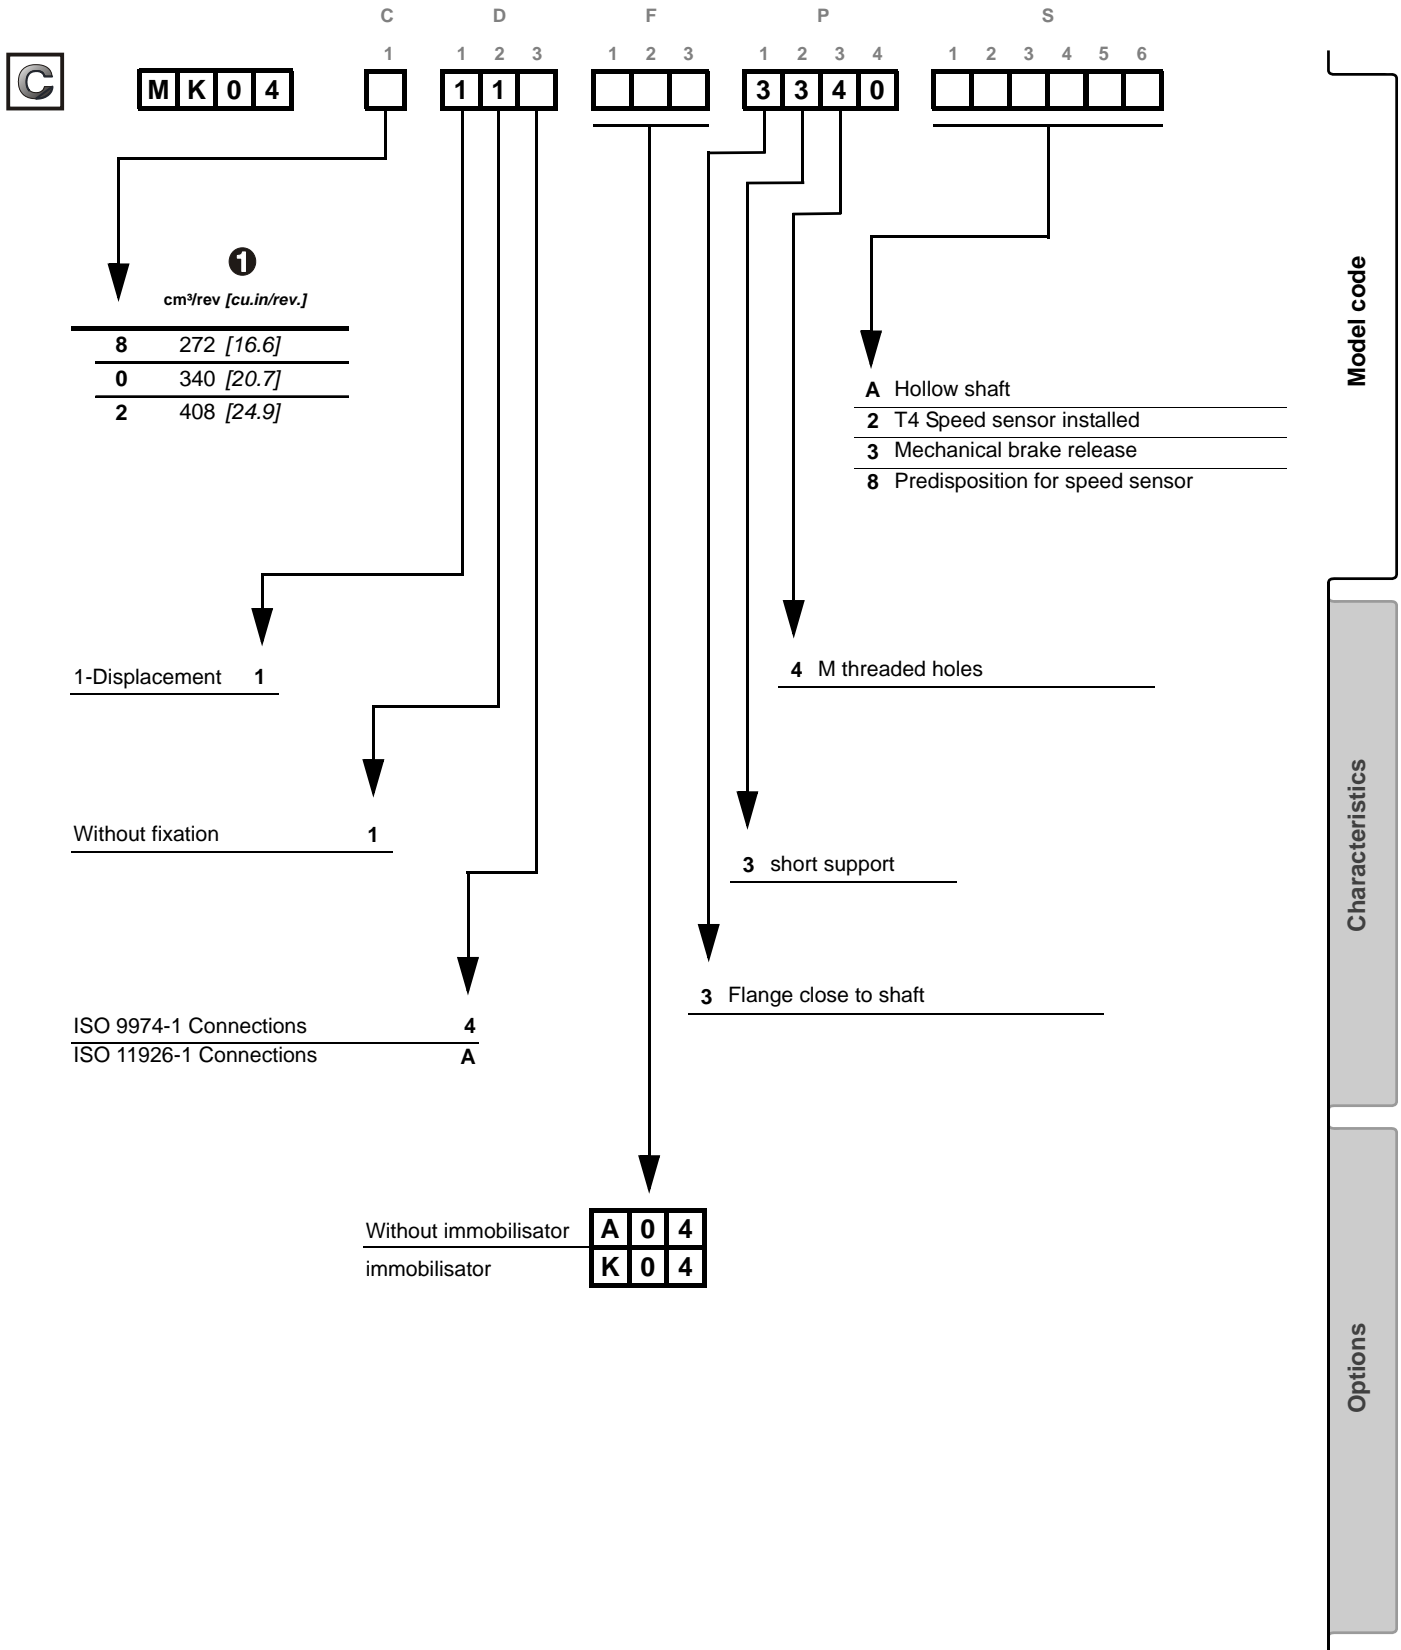 C D F P S
1 1 2 3 1 2 3 1 2 3 4 1 2 3 4 5 6
C M K 0 4 1 1 3 3 4 0
1
cm³/rev [cu.in/rev.]
8 272 [16.6]
0 340 [20.7]
2 408 [24.9]
A Hollow shaft
2 T4 Speed sensor installed
3 Mechanical brake release
8 Predisposition for speed sensor
1-Displacement 1
4 M threaded holes
Without fixation 1
3 short support
3 Flange close to shaft
ISO 9974-1 Connections 4
ISO 11926-1 Connections A
Without immobilisator A 0 4
immobilisator K 0 4
Model code
Characteristics
Options